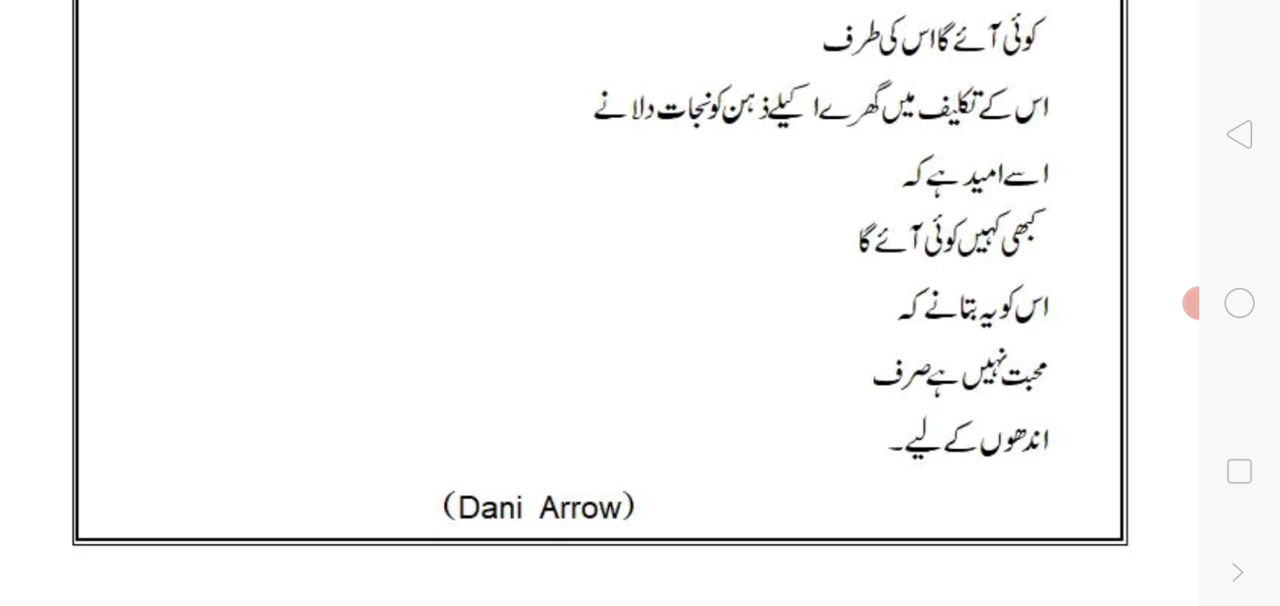 کوئی آئے گا اس کی طرف
اس کے تکلیف میں گھرے اکیلے ذہن کو نجات دلانے
اسے امید ہے کہ
کبھی کہیں کوئی آئے گا
اس کو یہ بتانے کہ
محبت نہیں ہے صرف
اندھوں کے لیے۔
(Dani Arrow)